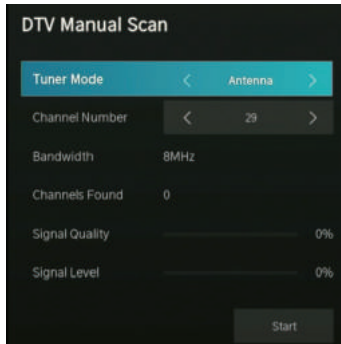 DTV Manual Scan
Tuner Mode < Antenna >
Channel Number < 29 >
Bandwidth 8MHz
Channels Found 0
Signal Quality 0%
Signal Level 0%
Start